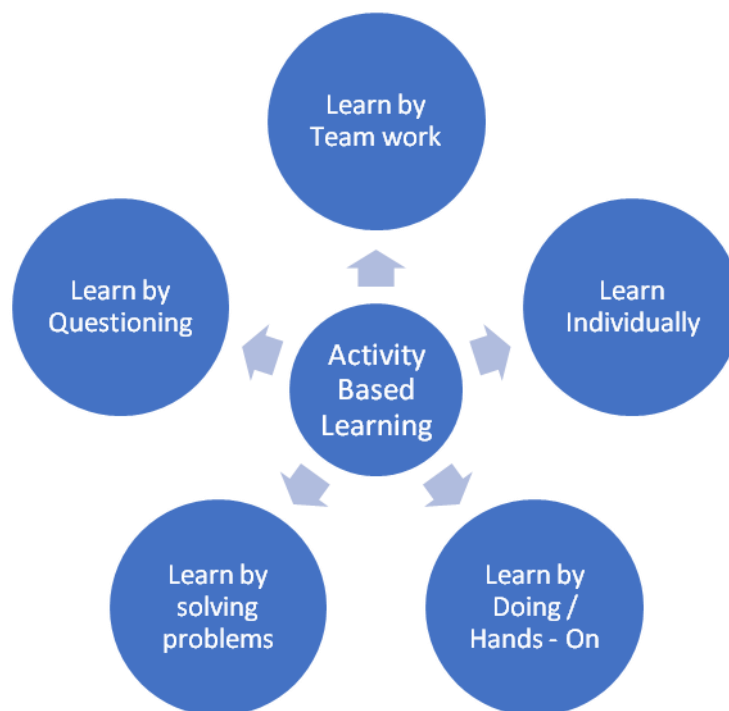 Learn by
Team work
Learn by
Questioning
Learn
Individually
Activity
Based
Learning
Learn by
solving
problems
Learn by
Doing /
Hands - On